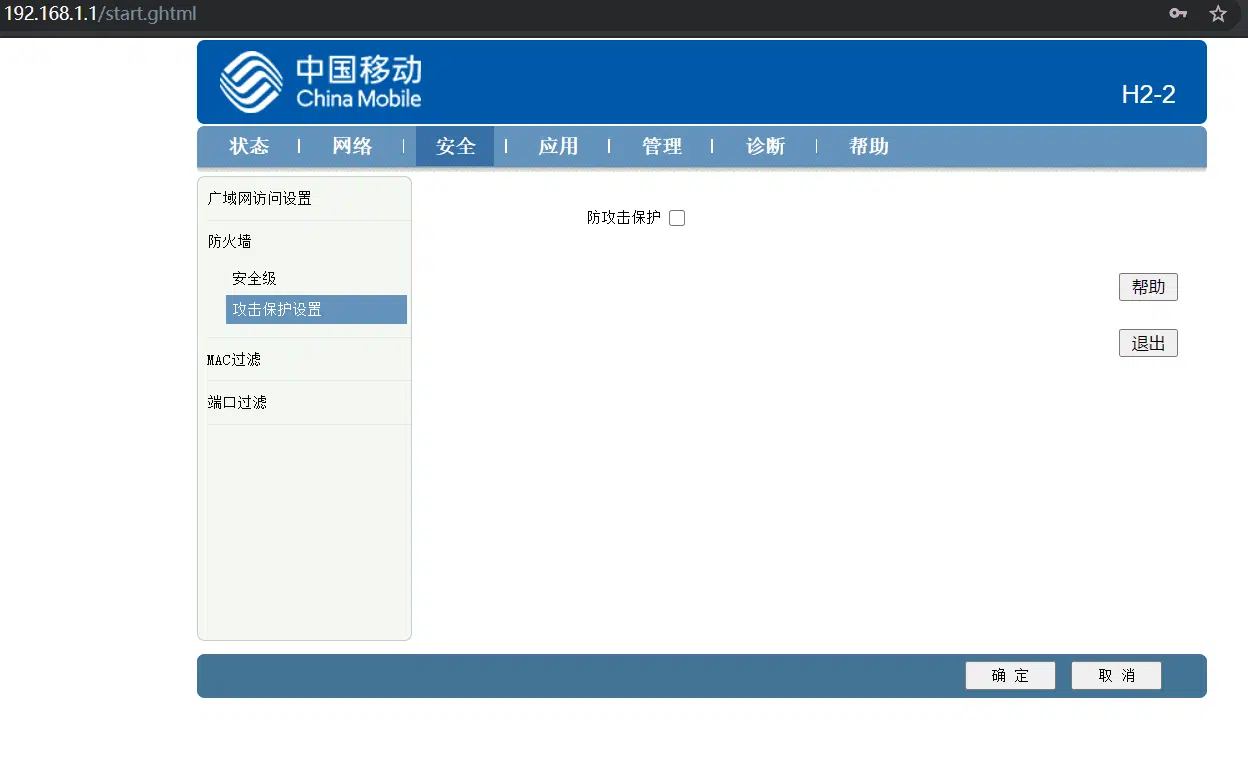 192.168.1.1/start.ghtml
中国移动
China Mobile
H2-2
状态 | 网络 | 安全 | 应用 | 管理 | 诊断 | 帮助
广域网访问设置
防火墙
安全级
攻击保护设置
MAC过滤
端口过滤
防攻击保护
帮助
退出
确 定
取 消